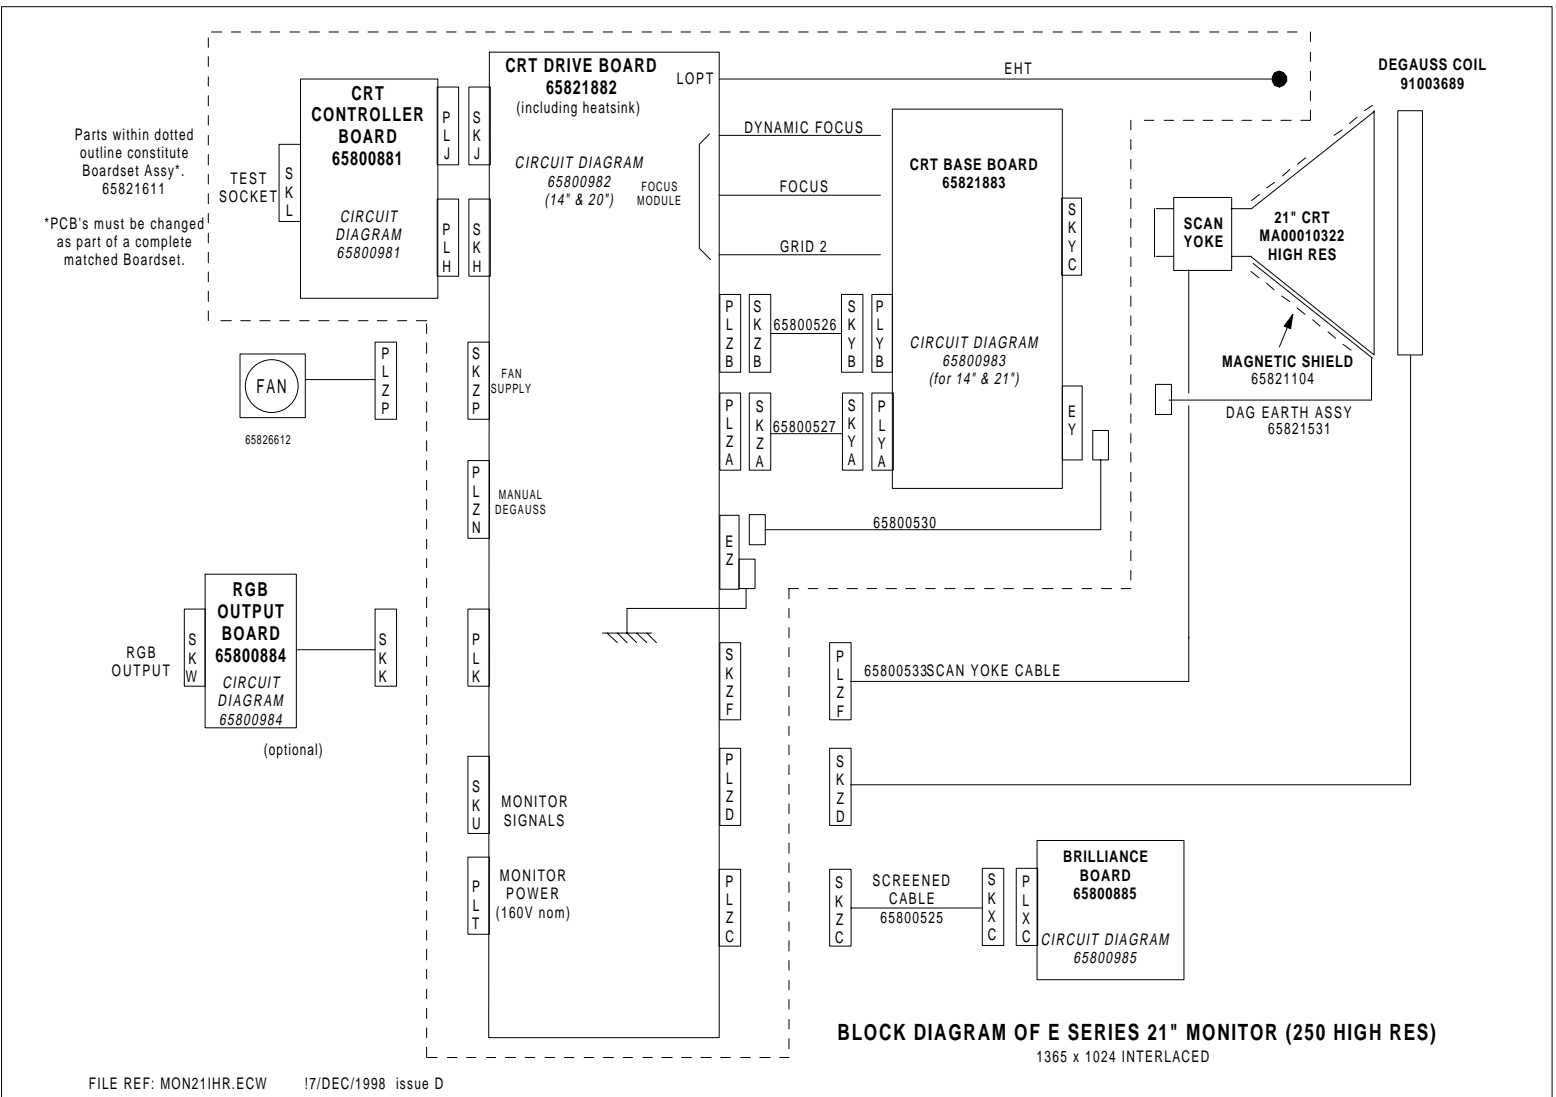 CRT DRIVE BOARD
65821882
(including heatsink)
LOPT
EHT
DEGAUSS COIL
91003689
CRT
CONTROLLER
BOARD
65800881
CIRCUIT
DIAGRAM
65800981
PLJ
SKJ
PLH
SKH
Parts within dotted
outline constitute
Boardset Assy*.
65821611
*PCB's must be changed
as part of a complete
matched Boardset.
TEST
SOCKET
SKL
CIRCUIT DIAGRAM
65800982
(14" & 20")
FOCUS
MODULE
DYNAMIC FOCUS
FOCUS
GRID 2
CRT BASE BOARD
65821883
SKYC
CIRCUIT DIAGRAM
65800983
(for 14" & 21")
SCAN
YOKE
21" CRT
MA00010322
HIGH RES
MAGNETIC SHIELD
65821104
DAG EARTH ASSY
65821531
PLZB
SKZB
65800526
SKYB
PLYB
PLZA
SKZA
65800527
SKYA
PLYA
EY
FAN
65826612
PLZP
SKZP
FAN
SUPPLY
PLZN
MANUAL
DEGAUSS
EZ
65800530
RGB
OUTPUT
BOARD
65800884
CIRCUIT
DIAGRAM
65800984
(optional)
RGB
OUTPUT
SKW
SKK
PLK
SKZF
PLZF
65800533SCAN YOKE CABLE
SKU
MONITOR
SIGNALS
PLZD
SKZD
PLT
MONITOR
POWER
(160V nom)
PLZC
SKZC
SCREENED
CABLE
65800525
SKXC
PLXC
BRILLIANCE
BOARD
65800885
CIRCUIT DIAGRAM
65800985
BLOCK DIAGRAM OF E SERIES 21" MONITOR (250 HIGH RES)
1365 x 1024 INTERLACED
FILE REF: MON21IHR.ECW !7/DEC/1998 issue D